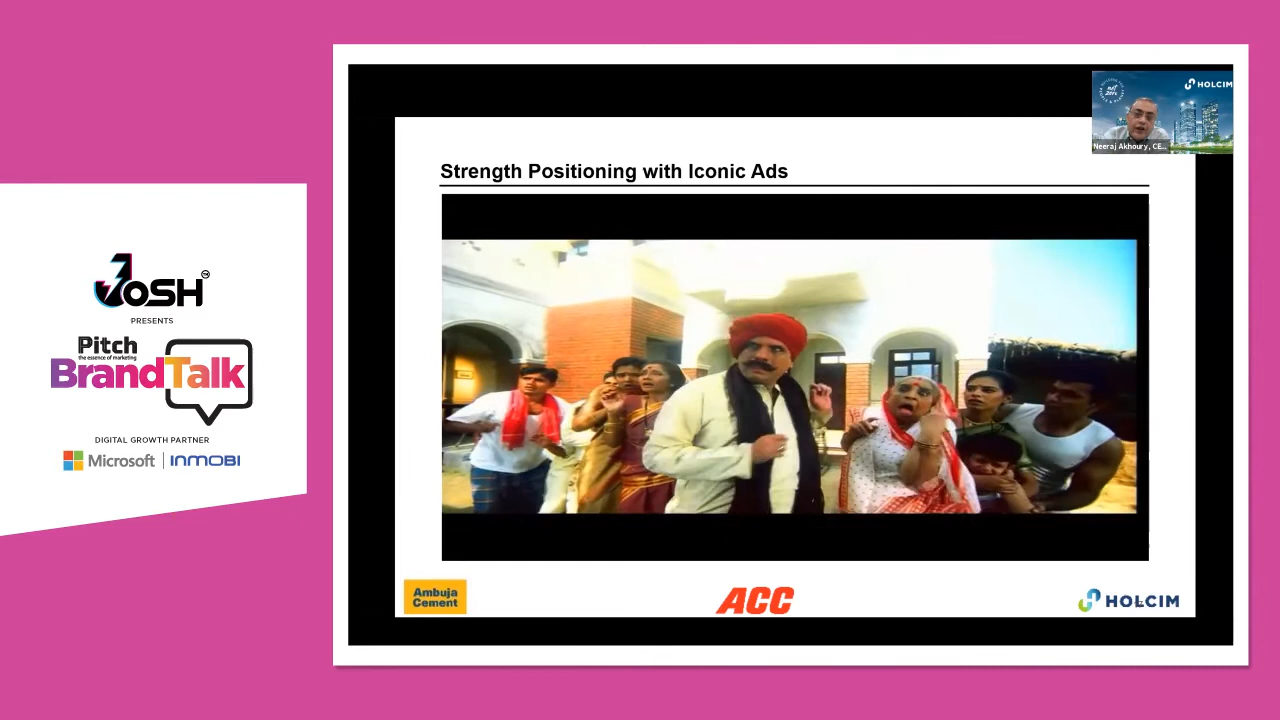 JOSH
PRESENTS
Pitch
the essence of marketing
BrandTalk
DIGITAL GROWTH PARTNER
Microsoft
INMOBI
HOLCIM
Neeraj Akhoury, CE...
Strength Positioning with Iconic Ads
Ambuja
Cement
ACC
HOLCIM